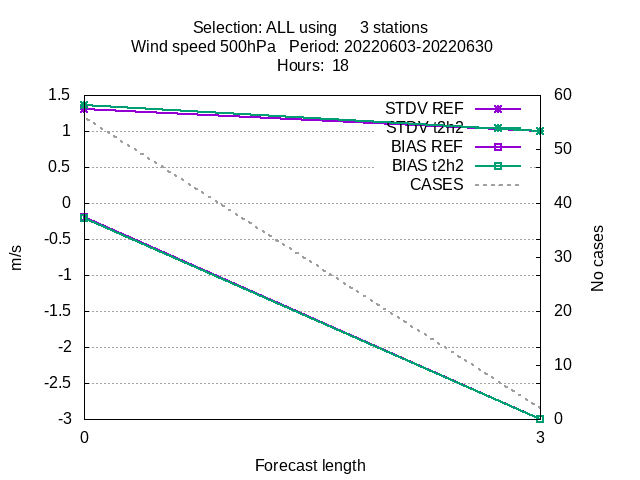 Selection: ALL using 3 stations
Wind speed 500hPa Period: 20220603-20220630
Hours: 18
1.5
1
0.5
0
-0.5
-1
-1.5
-2
-2.5
-3
60
50
40
30
20
10
0
STDV REF
STDV t2h2
BIAS REF
BIAS t2h2
CASES
m/s
No cases
0
3
Forecast length